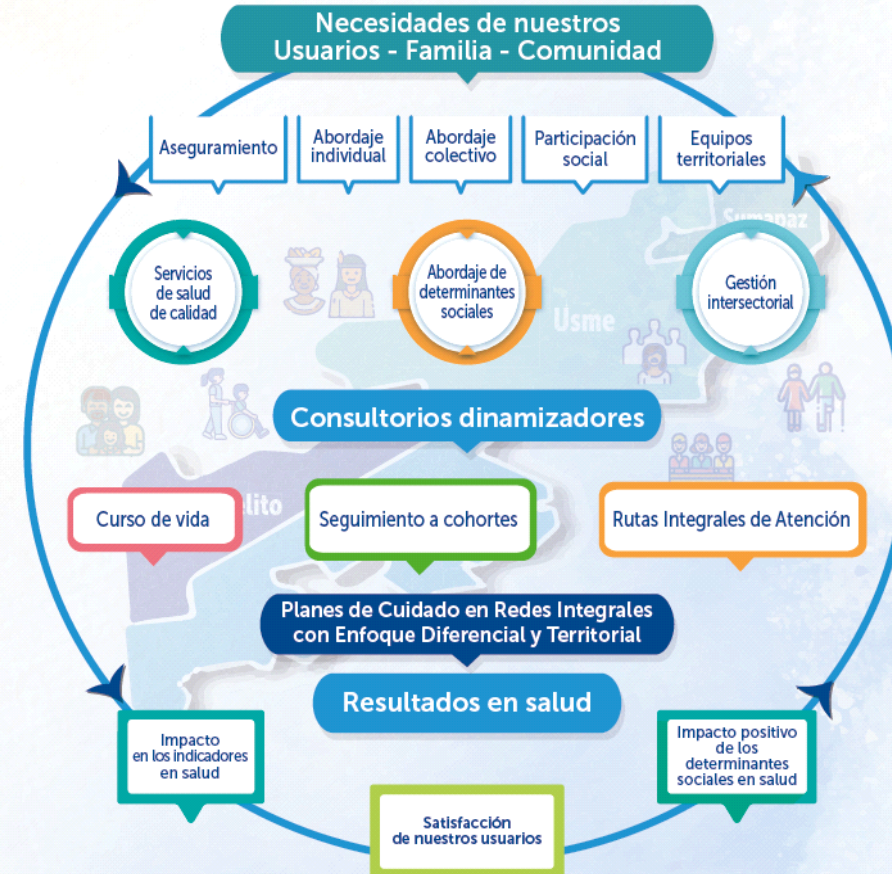 Necesidades de nuestros
Usuarios - Familia - Comunidad
Aseguramiento
Abordaje
individual
Abordaje
colectivo
Participación
social
Equipos
territoriales
Sumapaz
Servicios
de salud
de calidad
Abordaje de
determinantes
sociales
Gestión
intersectorial
Usme
Consultorios dinamizadores
elito
Curso de vida
Seguimiento a cohortes
Rutas Integrales de Atención
Planes de Cuidado en Redes Integrales
con Enfoque Diferencial y Territorial
Resultados en salud
Impacto
en los indicadores
en salud
Impacto positivo
de los
determinantes
sociales en salud
Satisfacción
de nuestros usuarios